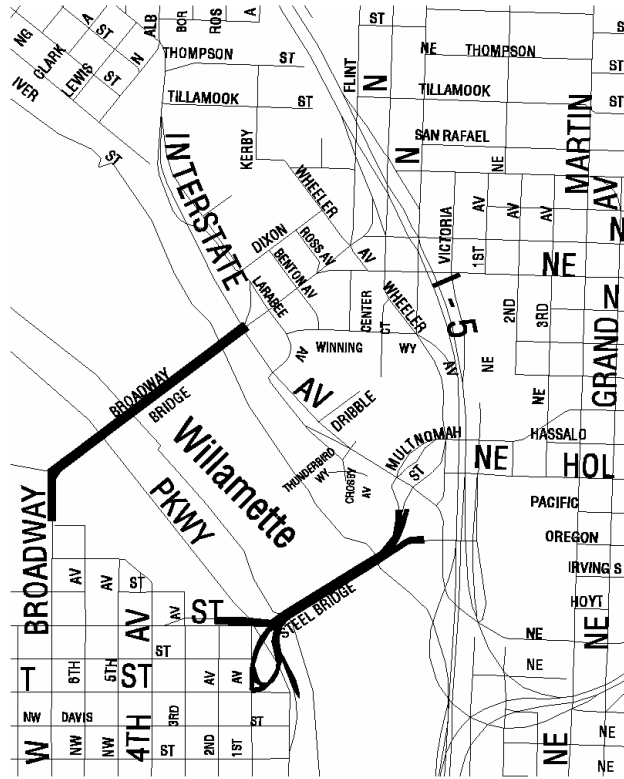 NG
A
ST
CLARK
LEWIS
ST
N
IVER
ST
ALB
BOR
ROS
A
THOMPSON ST
TILLAMOOK ST
KERBY
FLINT
ST
N
N
NE THOMPSON
TILLAMOOK
SAN RAFAEL
NE
S
ST
ST
MARTIN
AV
N
INTERSTATE
AV
WHEELER
DIXON
ROSS AV
BENTON AV
LARABEE
AV
AV
VICTORIA
1ST
AV
AV
AV
NE
I-5
2ND
3RD
N
GRAND
CENTER
CT
WHEELER
AV
WINNING WY
NE
NE
DRIBBLE
MULTNOMAH
ST
THUNDERBIRD
WY
CROSBY
AV
NE
HASSALO
HOL
PACIFIC
OREGON
IRVING S
HOYT
NE
NE
NE
NE
NE
NE
BROADWAY
BRIDGE
Willamette
PKWY
STEEL BRIDGE
BROADWAY
AV
AV
ST
AV
AV
ST
ST
T
6TH
5TH
ST
AV
AV
NW DAVIS
3RD
ST
W
NW
NW
4TH
ST
2ND
1ST